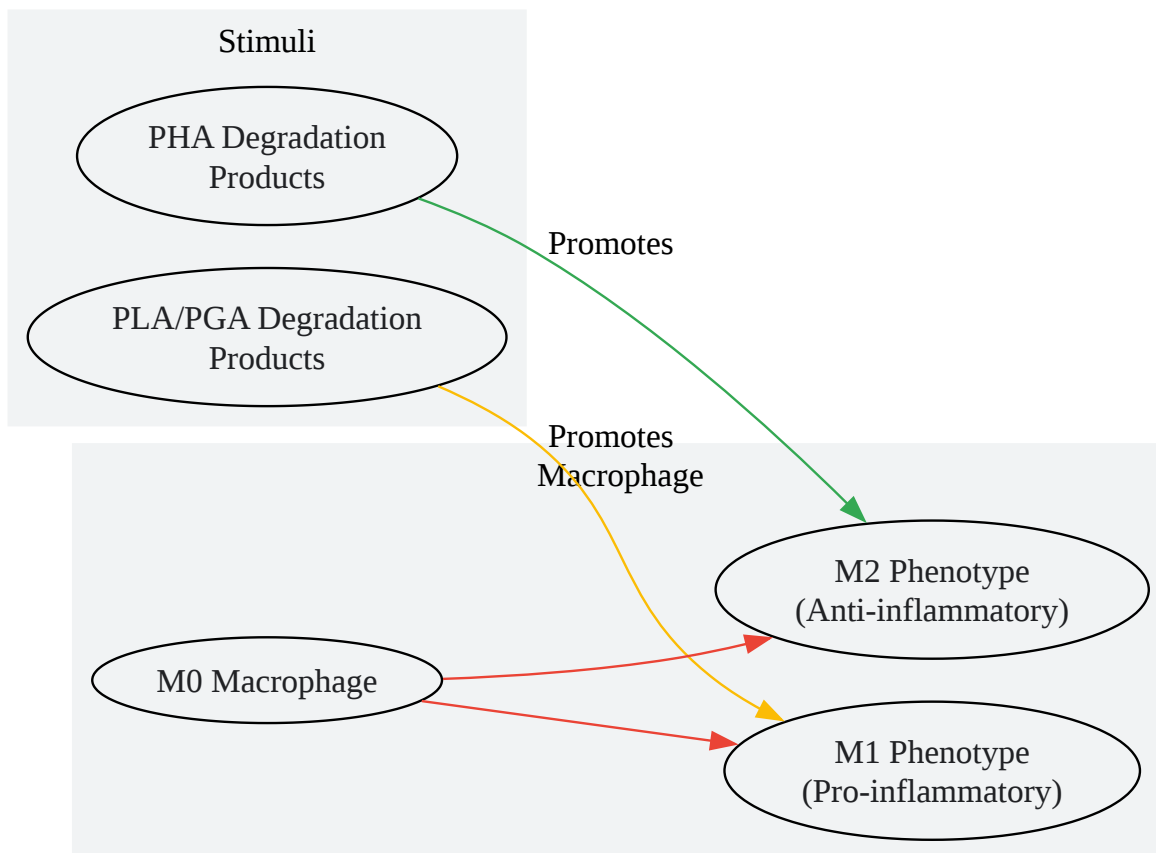 Stimuli
PHA Degradation
Products
Promotes
PLA/PGA Degradation
Products
Promotes
Macrophage
M2 Phenotype
(Anti-inflammatory)
M0 Macrophage
M1 Phenotype
(Pro-inflammatory)